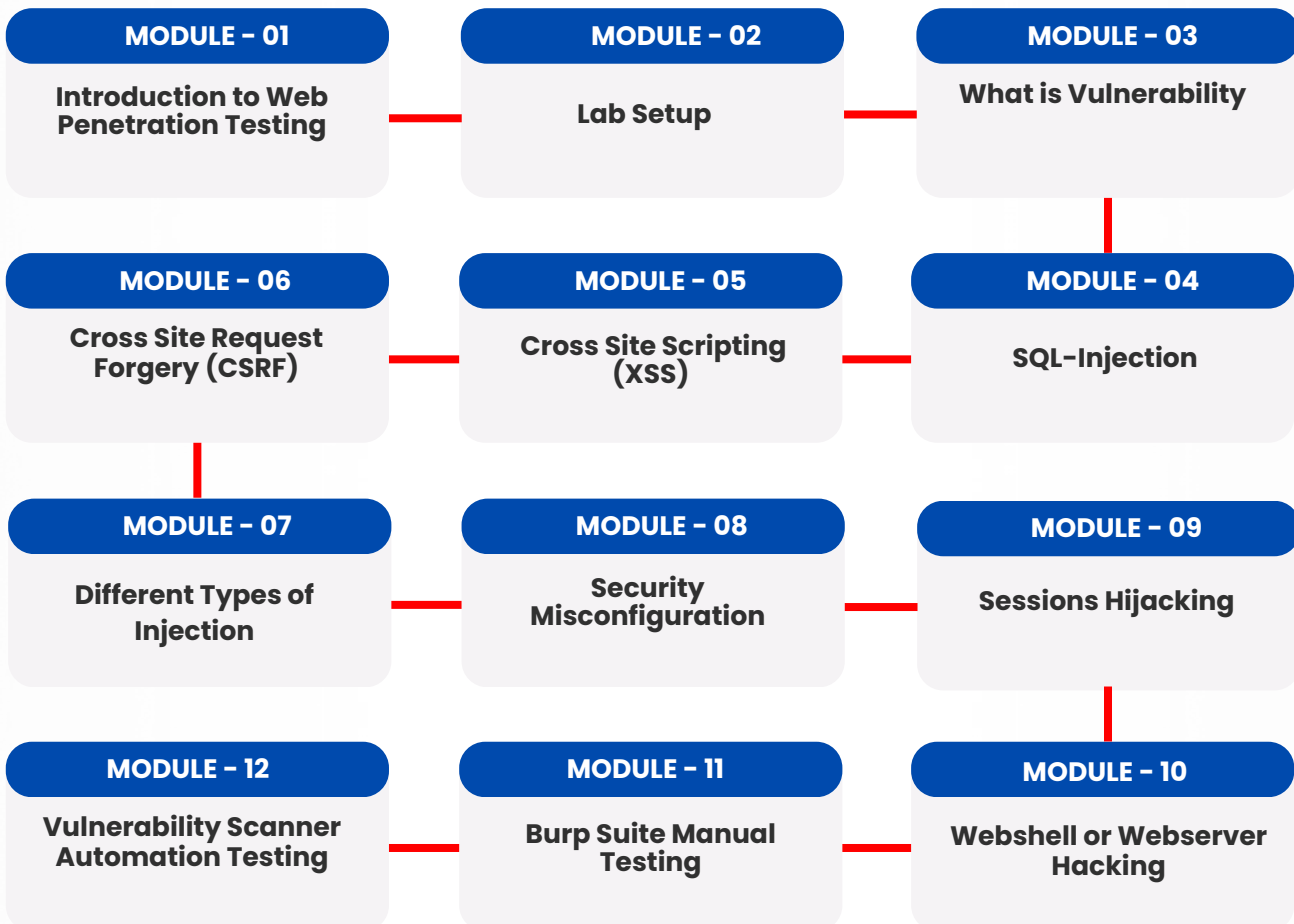 MODULE - 01
Introduction to Web
Penetration Testing
MODULE - 02
Lab Setup
MODULE - 03
What is Vulnerability
MODULE - 04
SQL-Injection
MODULE - 05
Cross Site Scripting
(XSS)
MODULE - 06
Cross Site Request
Forgery (CSRF)
MODULE - 07
Different Types of
Injection
MODULE - 08
Security
Misconfiguration
MODULE - 09
Sessions Hijacking
MODULE - 10
Webshell or Webserver
Hacking
MODULE - 11
Burp Suite Manual
Testing
MODULE - 12
Vulnerability Scanner
Automation Testing